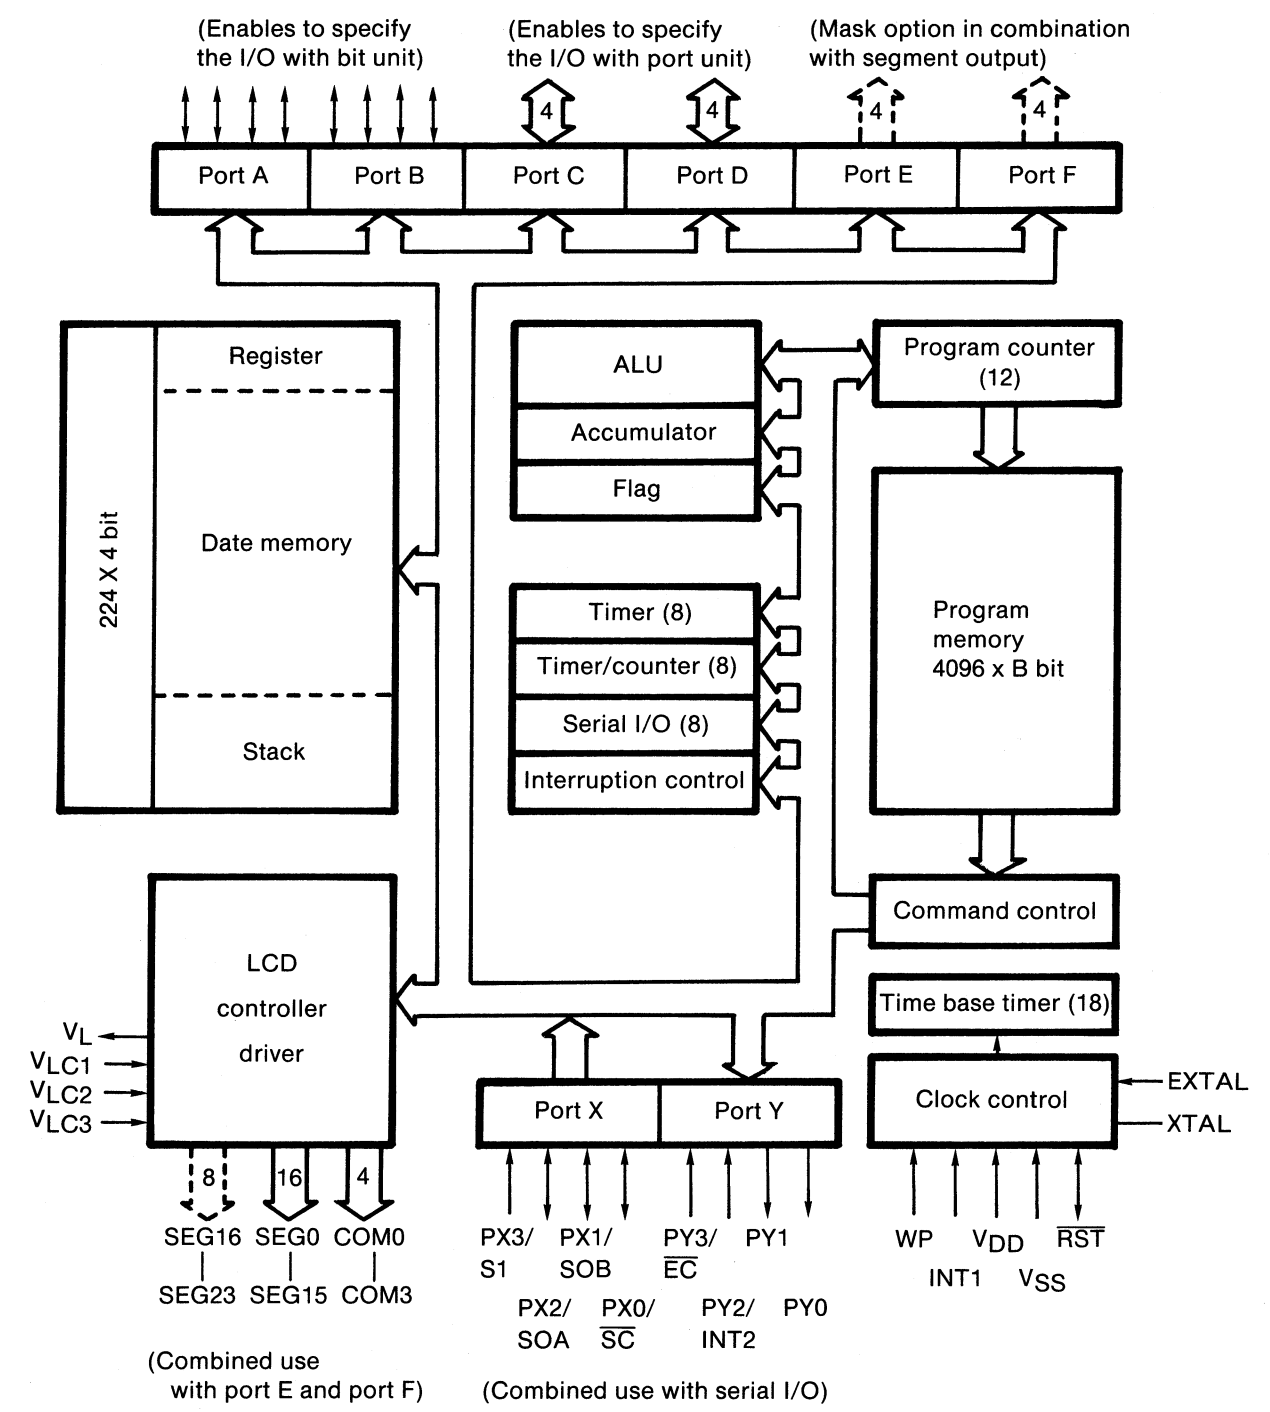 (Enables to specify
the I/O with bit unit)
(Enables to specify
the I/O with port unit)
(Mask option in combination
with segment output)
4
4
4
4
Port A
Port B
Port C
Port D
Port E
Port F
224 X 4 bit
Register
Date memory
Stack
ALU
Accumulator
Flag
Timer (8)
Timer/counter (8)
Serial I/O (8)
Interruption control
Program counter
(12)
Program
memory
4096 x B bit
Command control
Time base timer (18)
Clock control
EXTAL
XTAL
LCD
controller
driver
VL
VLC1
VLC2
VLC3
8
16
4
SEG16
SEG0
COM0
SEG23
SEG15
COM3
(Combined use
with port E and port F)
Port X
Port Y
PX3/
S1
PX1/
SOB
PY3/
E̅C̅
PY1
PX2/
SOA
PX0/
S̅C̅
PY2/
INT2
PY0
(Combined use with serial I/O)
WP
VDD
R̅S̅T̅
INT1
VSS